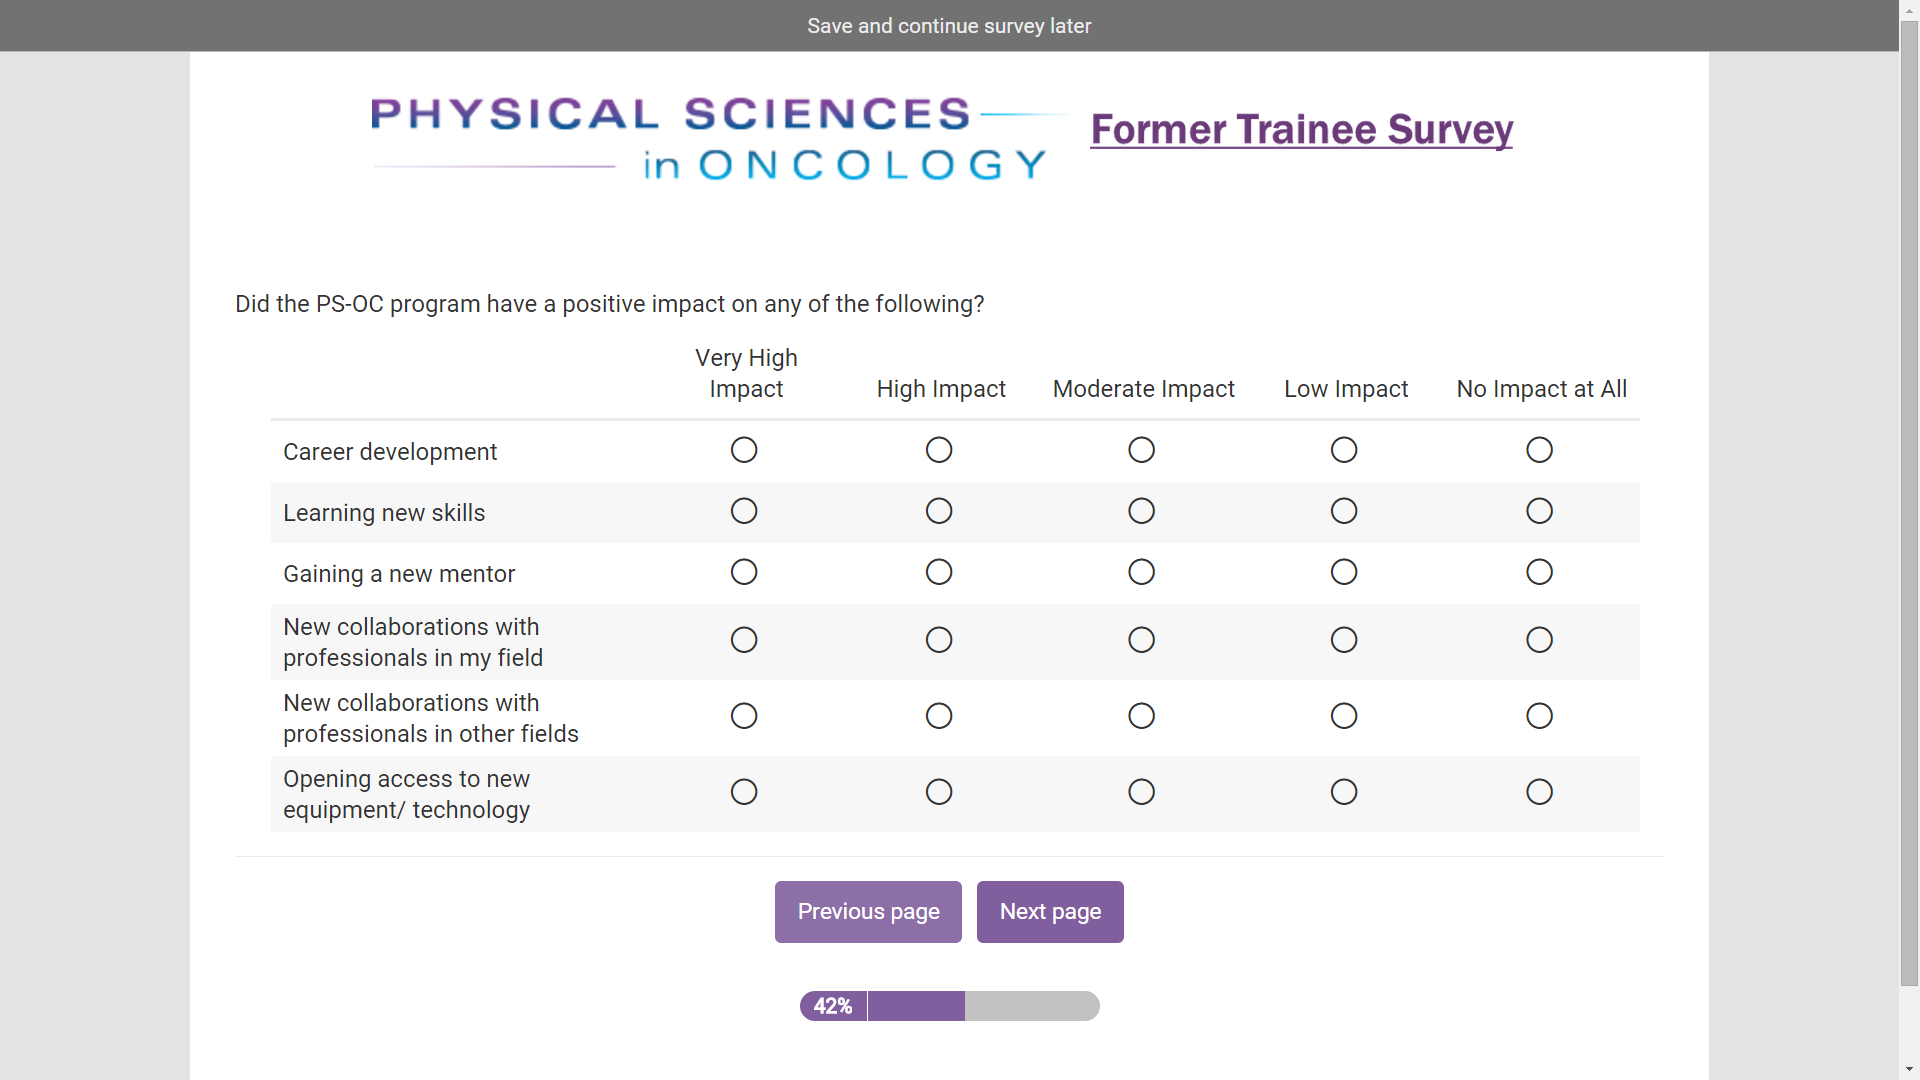 Save and continue survey later
PHYSICAL SCIENCES
in ONCOLOGY
Former Trainee Survey
Did the PS-OC program have a positive impact on any of the following?
Very High
Impact
High Impact
Moderate Impact
Low Impact
No Impact at All
Career development
Learning new skills
Gaining a new mentor
New collaborations with
professionals in my field
New collaborations with
professionals in other fields
Opening access to new
equipment/ technology
Previous page
Next page
42%